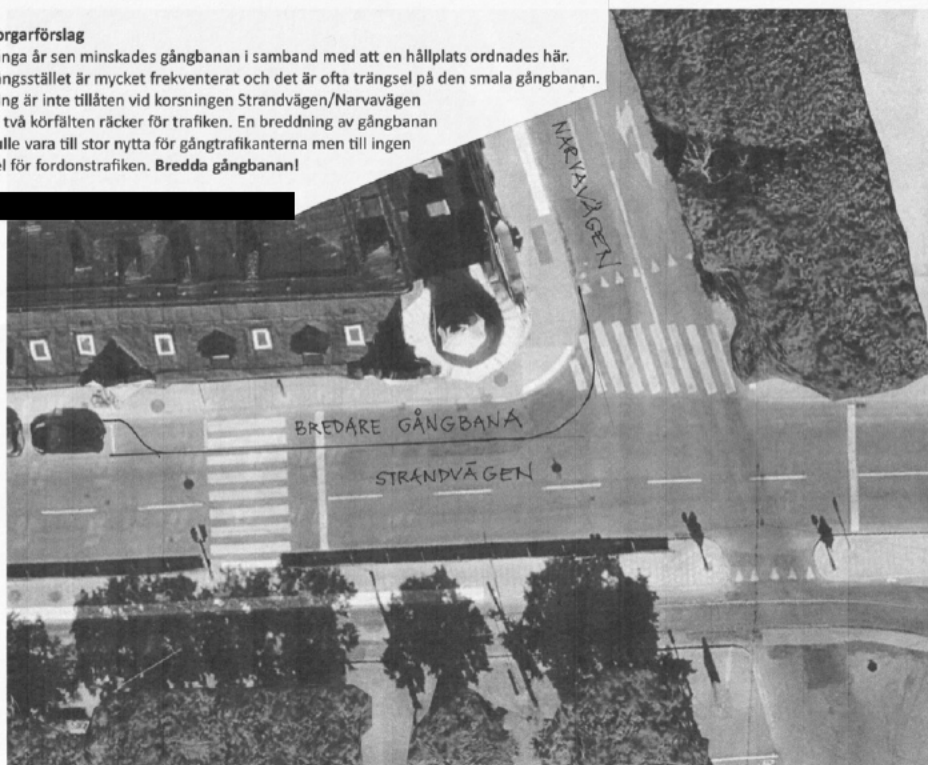 orgarförslag
nga år sen minskades gångbanan i samband med att en hållplats ordnades här.
ångsstället är mycket frekventerat och det är ofta trängsel på den smala gångbanan.
ing är inte tillåten vid korsningen Strandvägen/Narvavägen
två körfälten räcker för trafiken. En breddning av gångbanan
ulle vara till stor nytta för gångtrafikanterna men till ingen
el för fordonstrafiken. Bredda gångbanan!
NARVAVÄGEN
BREDARE GÅNGBANA
STRANDVÄGEN